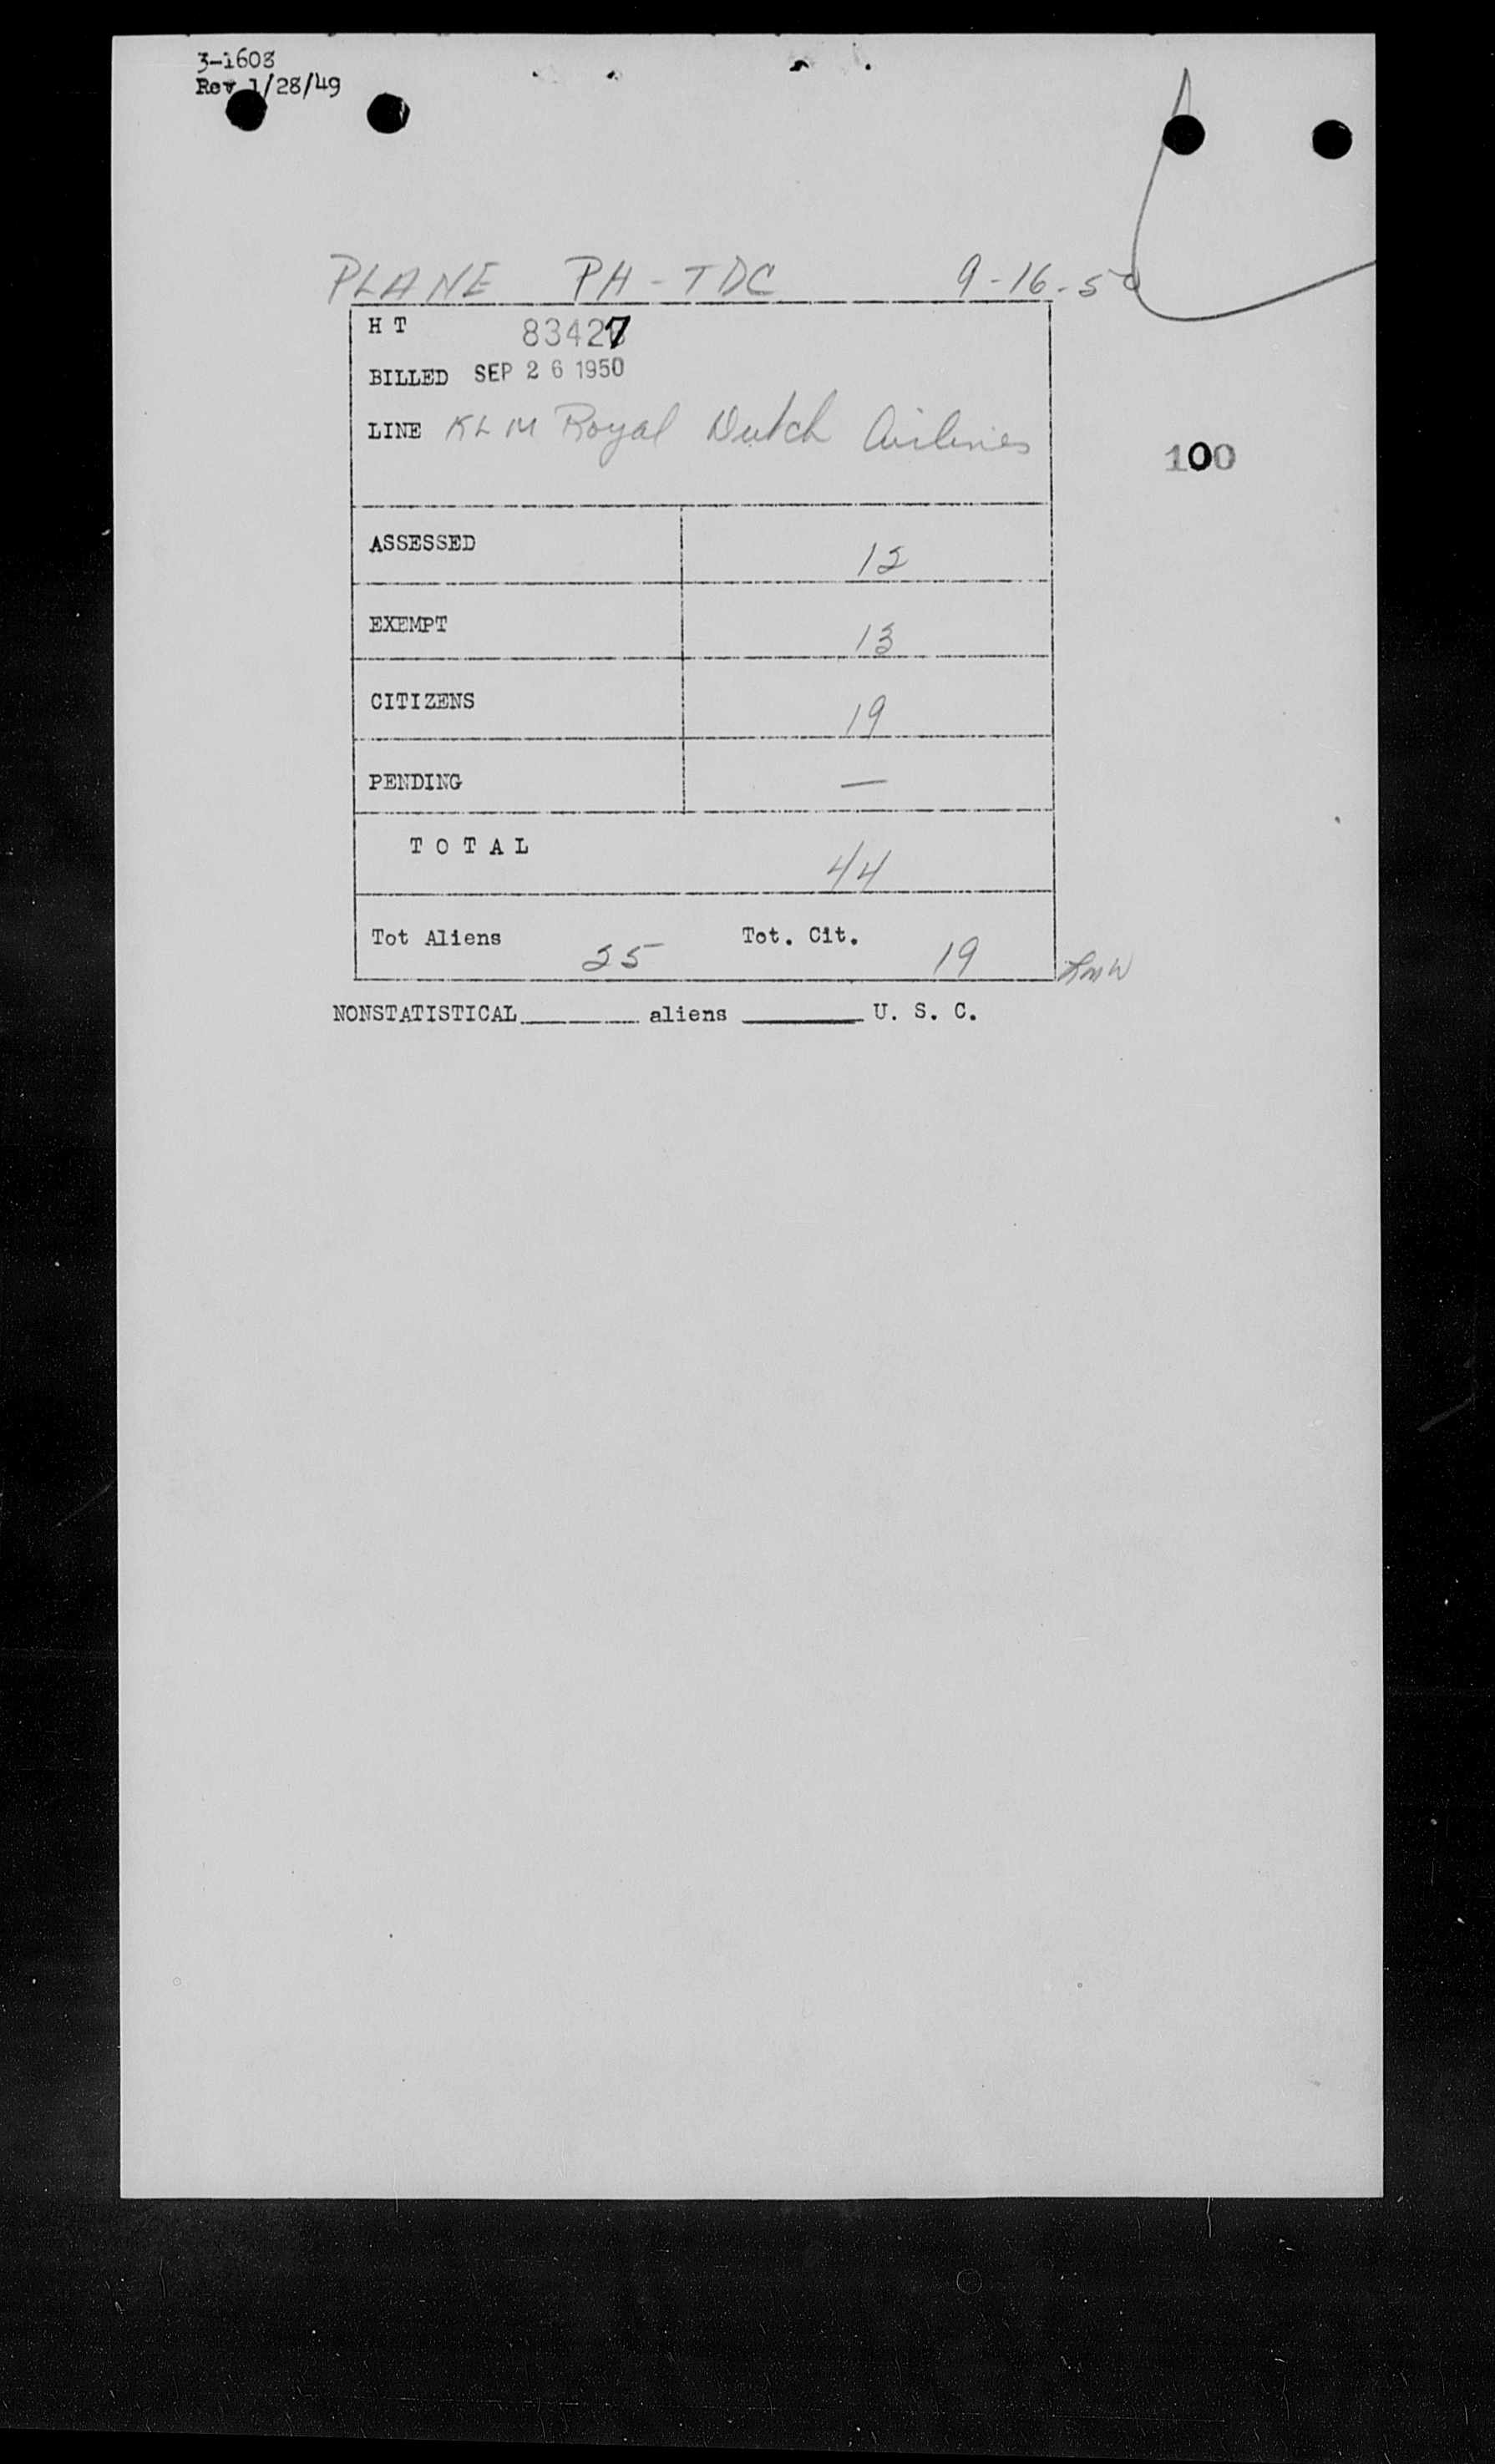 3-1608
Rev 1/28/49
PLANE PH-TDC 9-16-50
H T 83427
BILLED SEP 26 1950
LINE KLM Royal Dutch Airlines
100
ASSESSED 12
EXEMPT 13
CITIZENS 19
PENDING —
T O T A L 44
Tot Aliens 25 Tot. Cit. 19
NONSTATISTICAL______ aliens ______ U. S. C.